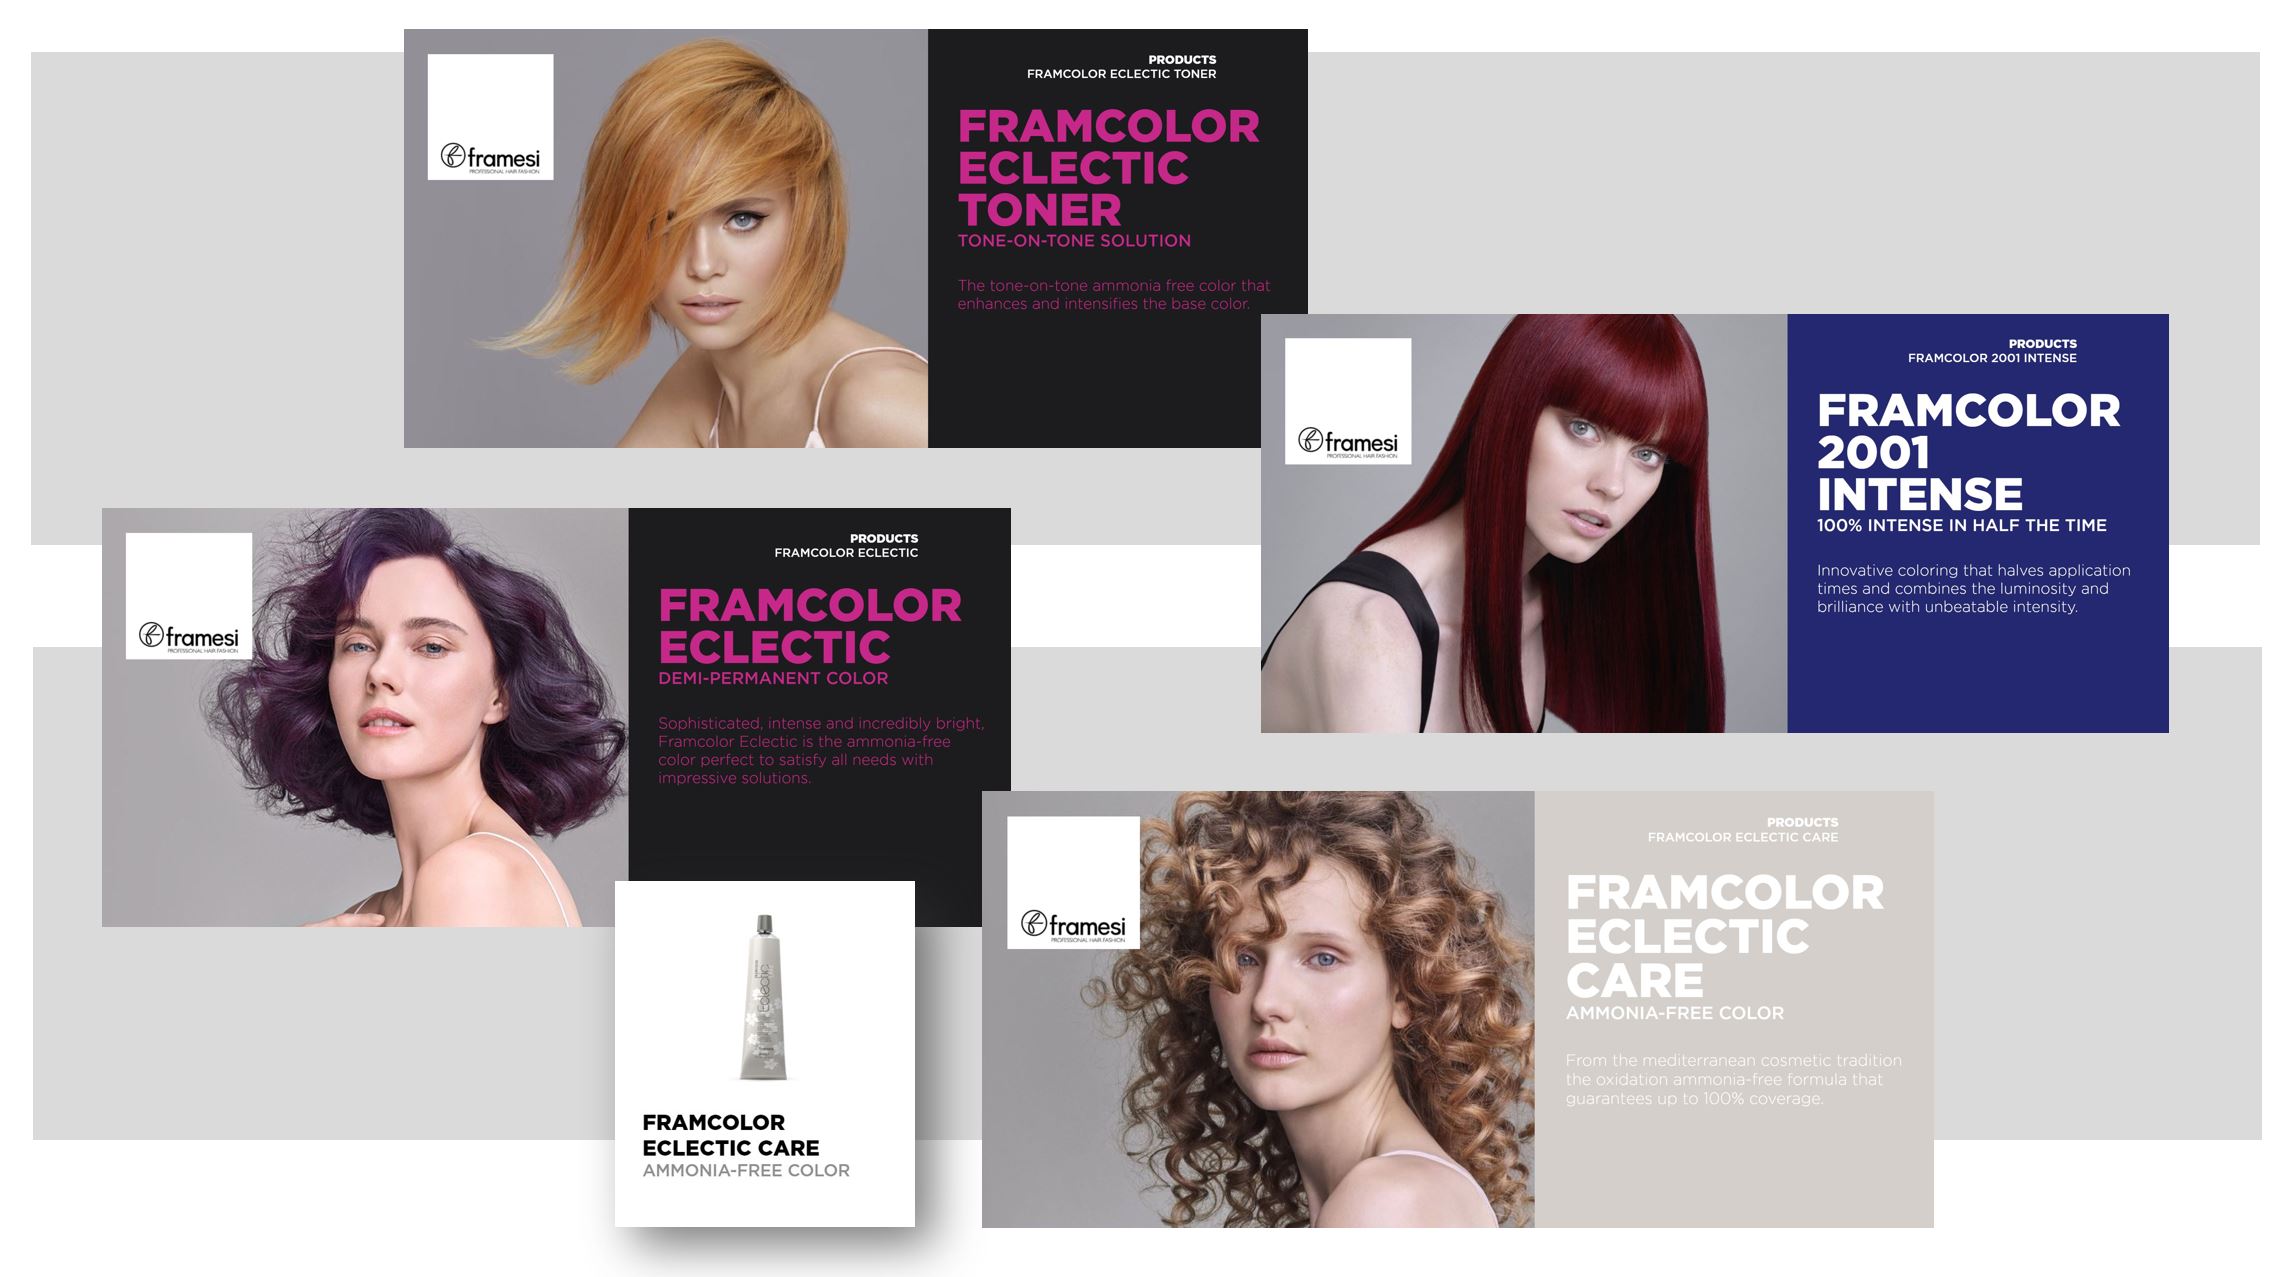 framesi
PROFESSIONAL HAIR FASHION
PRODUCTS
FRAMCOLOR ECLECTIC TONER
FRAMCOLOR
ECLECTIC
TONER
TONE-ON-TONE SOLUTION
The tone-on-tone ammonia free color that
enhances and intensifies the base color.
framesi
PROFESSIONAL HAIR FASHION
PRODUCTS
FRAMCOLOR 2001 INTENSE
FRAMCOLOR
2001
INTENSE
100% INTENSE IN HALF THE TIME
Innovative coloring that halves application
times and combines the luminosity and
brilliance with unbeatable intensity.
framesi
PROFESSIONAL HAIR FASHION
PRODUCTS
FRAMCOLOR ECLECTIC
FRAMCOLOR
ECLECTIC
DEMI-PERMANENT COLOR
Sophisticated, intense and incredibly bright,
Framcolor Eclectic is the ammonia-free
color perfect to satisfy all needs with
impressive solutions.
framesi
PROFESSIONAL HAIR FASHION
PRODUCTS
FRAMCOLOR ECLECTIC CARE
FRAMCOLOR
ECLECTIC
CARE
AMMONIA-FREE COLOR
From the mediterranean cosmetic tradition
the oxidation ammonia-free formula that
guarantees up to 100% coverage.
Eclectic
FRAMCOLOR
ECLECTIC CARE
AMMONIA-FREE COLOR